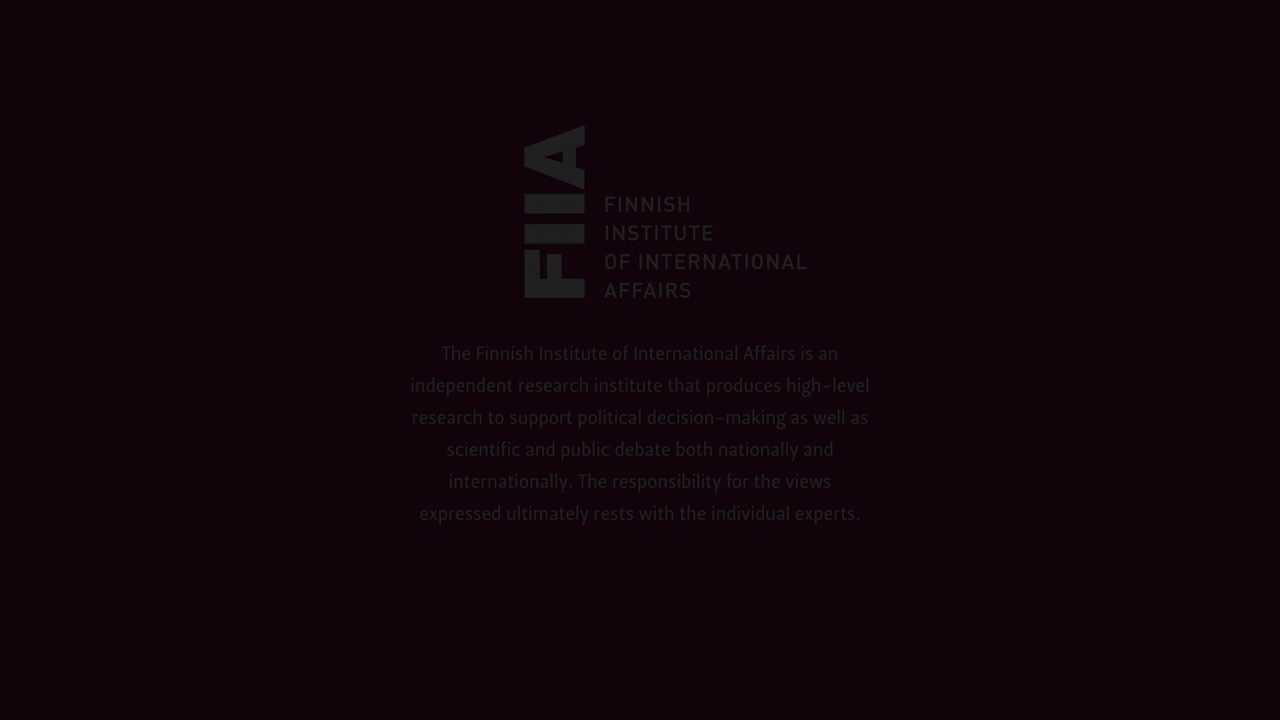 FIIA
FINNISH
INSTITUTE
OF INTERNATIONAL
AFFAIRS
The Finnish Institute of International Affairs is an
independent research institute that produces high-level
research to support political decision-making as well as
scientific and public debate both nationally and
internationally. The responsibility for the views
expressed ultimately rests with the individual experts.